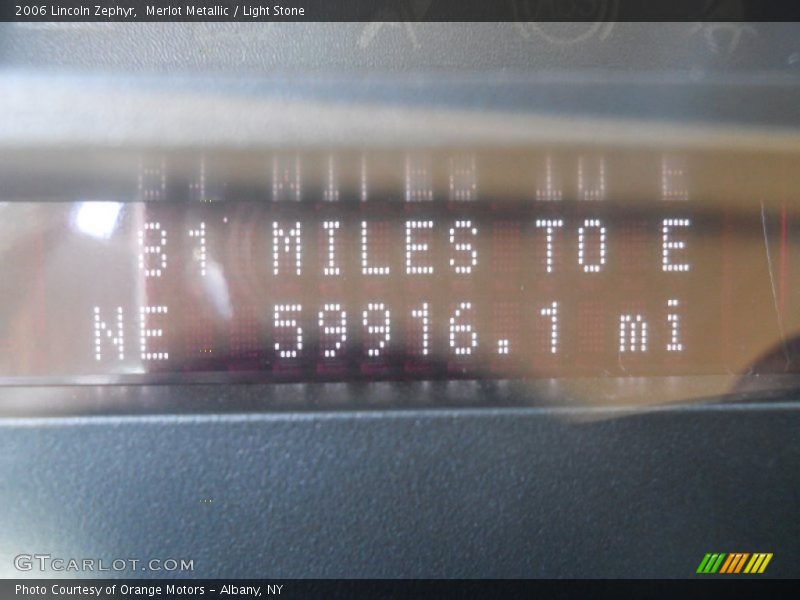 2006 Lincoln Zephyr,  Merlot Metallic / Light Stone
81 MILES TO E
NE 59916.1 mi
GTCARLOT.COM
Photo Courtesy of Orange Motors - Albany, NY